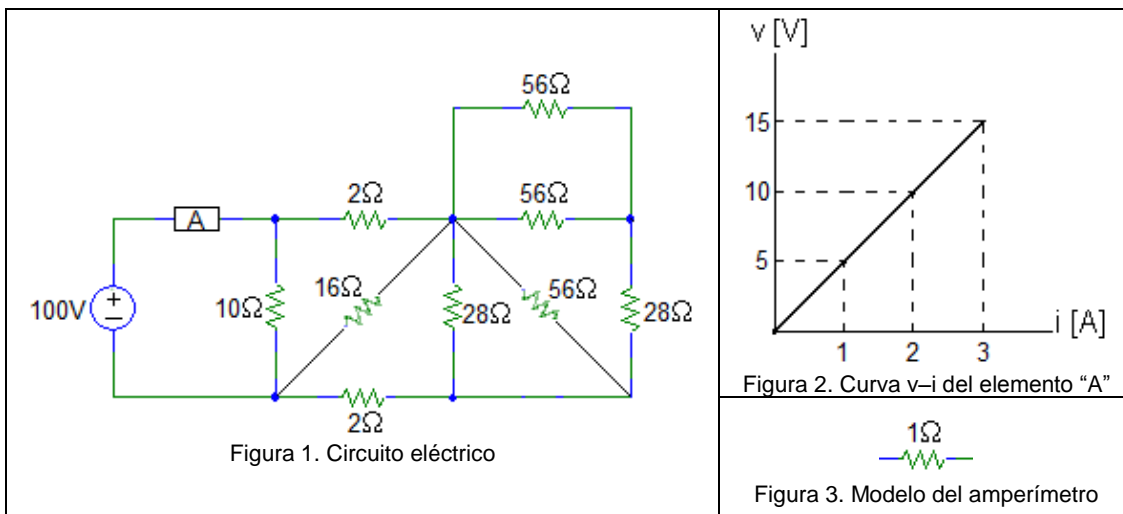 56Ω
2Ω
56Ω
A
100V
10Ω
16Ω
28Ω
56Ω
28Ω
2Ω
Figura 1. Circuito eléctrico
v [V]
15
10
5
i [A]
1 2 3
Figura 2. Curva v–i del elemento “A”
1Ω
Figura 3. Modelo del amperímetro